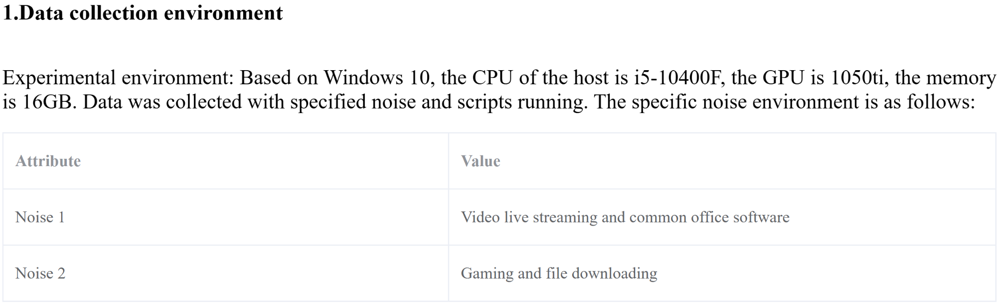 1.Data collection environment
Experimental environment: Based on Windows 10, the CPU of the host is i5-10400F, the GPU is 1050ti, the memory
is 16GB. Data was collected with specified noise and scripts running. The specific noise environment is as follows:
Attribute Value
Noise 1 Video live streaming and common office software
Noise 2 Gaming and file downloading